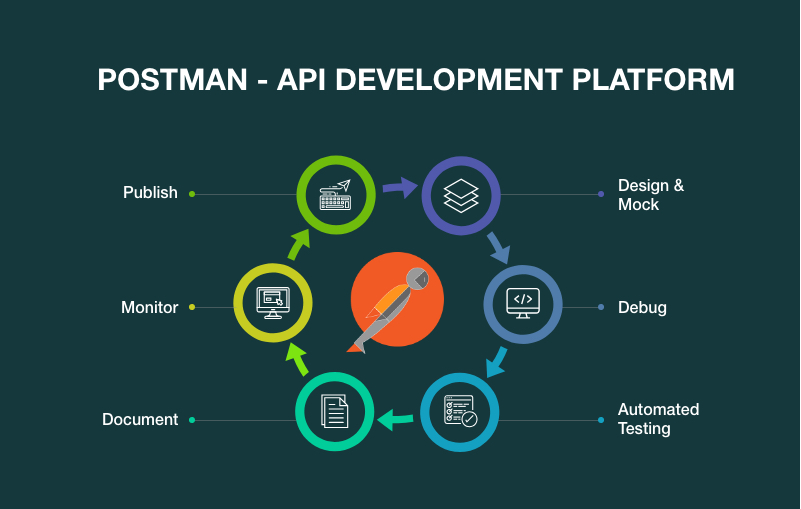 POSTMAN - API DEVELOPMENT PLATFORM
Publish
Design &
Mock
Monitor
Debug
Document
Automated
Testing